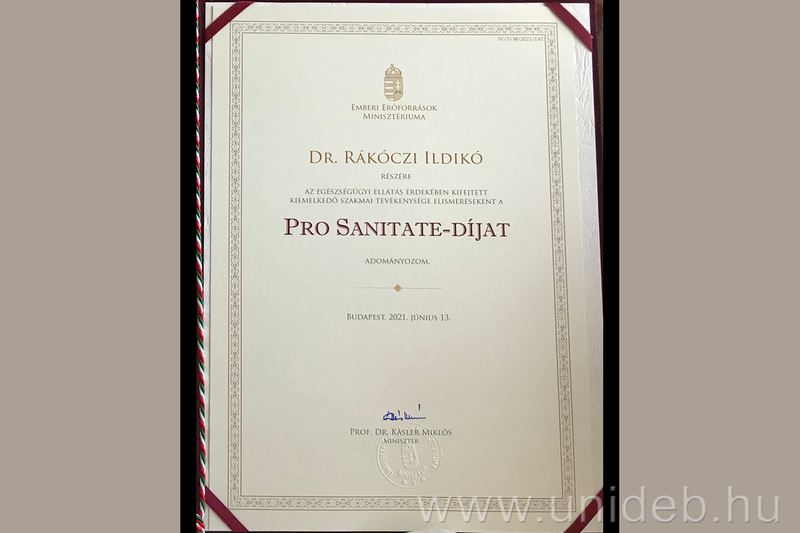 Emberi Erőforrások
Minisztériuma
Dr. Rákóczi Ildikó
részére
az egészségügyi ellátás érdekében kifejtett
kiemelkedő szakmai tevékenysége elismeréseként a
Pro Sanitate-díjat
adományozom.
Budapest, 2021. június 13.
Prof. Dr. Kásler Miklós
miniszter
www.unideb.hu